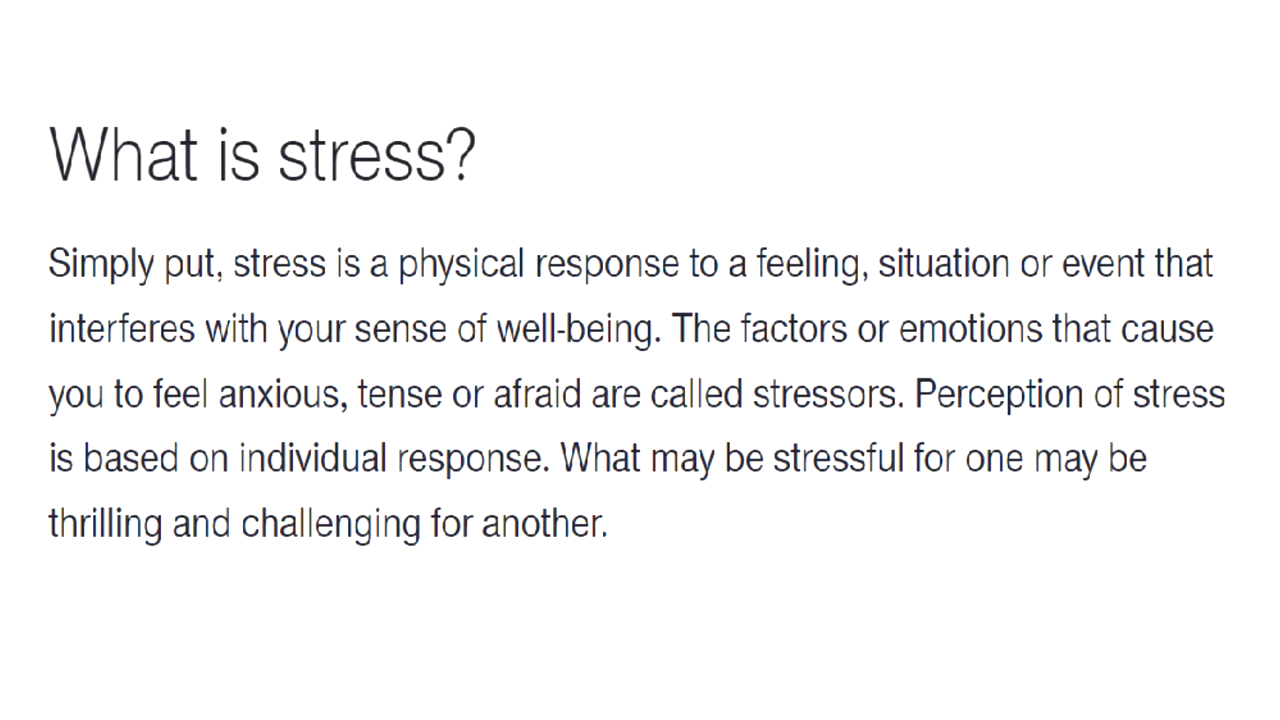 What is stress?
Simply put, stress is a physical response to a feeling, situation or event that
interferes with your sense of well-being. The factors or emotions that cause
you to feel anxious, tense or afraid are called stressors. Perception of stress
is based on individual response. What may be stressful for one may be
thrilling and challenging for another.